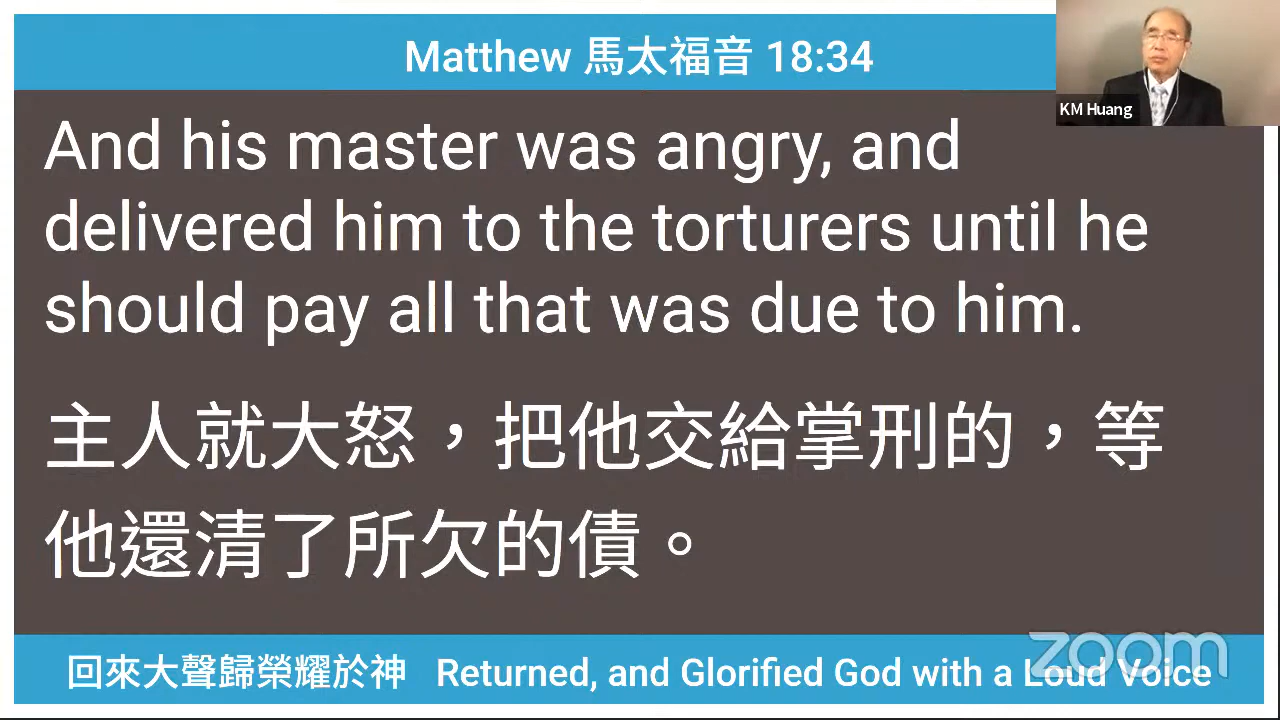 Matthew 馬太福音 18:34
KM Huang
And his master was angry, and
delivered him to the torturers until he
should pay all that was due to him.
主人就大怒，把他交給掌刑的，等
他還清了所欠的債。
zoom
回來大聲歸榮耀於神 Returned, and Glorified God with a Loud Voice